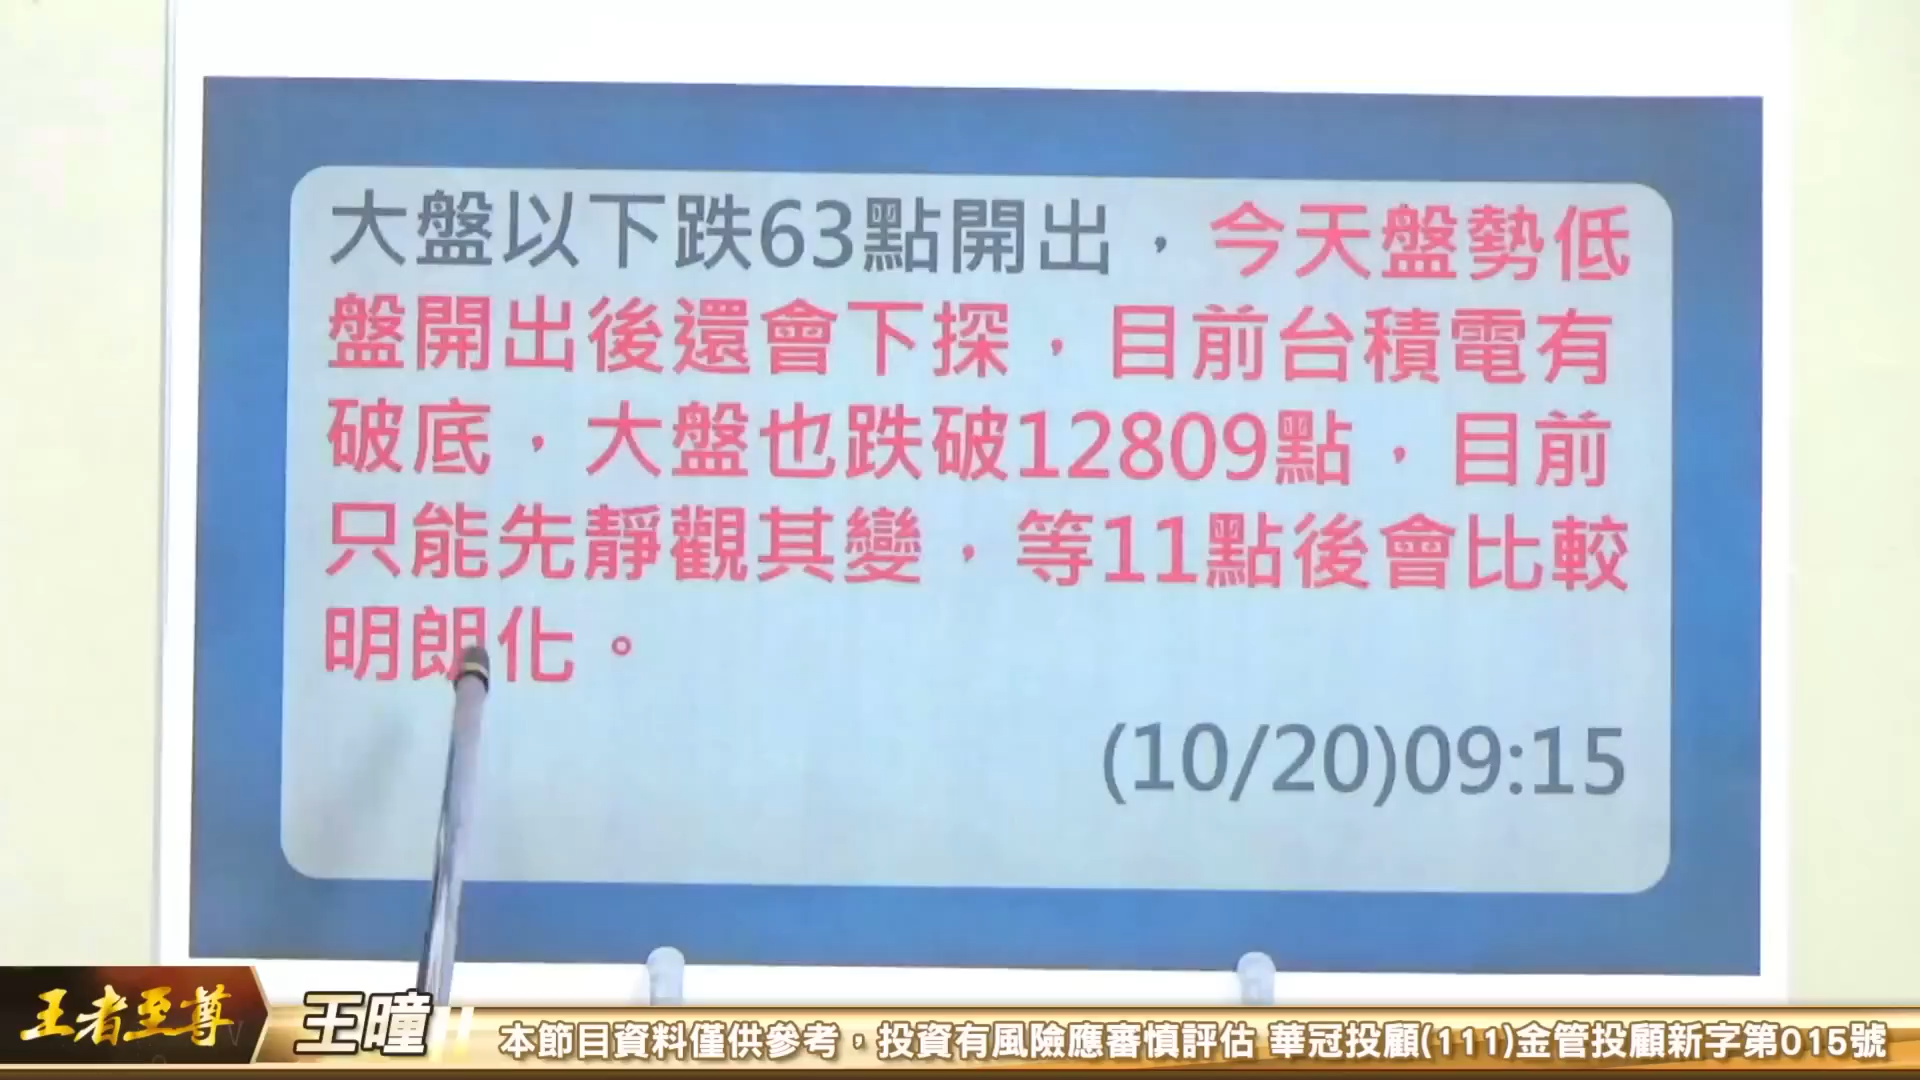 大盤以下跌63點開出，今天盤勢低
盤開出後還會下探，目前台積電有
破底，大盤也跌破12809點，目前
只能先靜觀其變，等11點後會比較
明朗化。
(10/20)09:15
王者至尊
王曈
本節目資料僅供參考，投資有風險應審慎評估 華冠投顧(111)金管投顧新字第015號